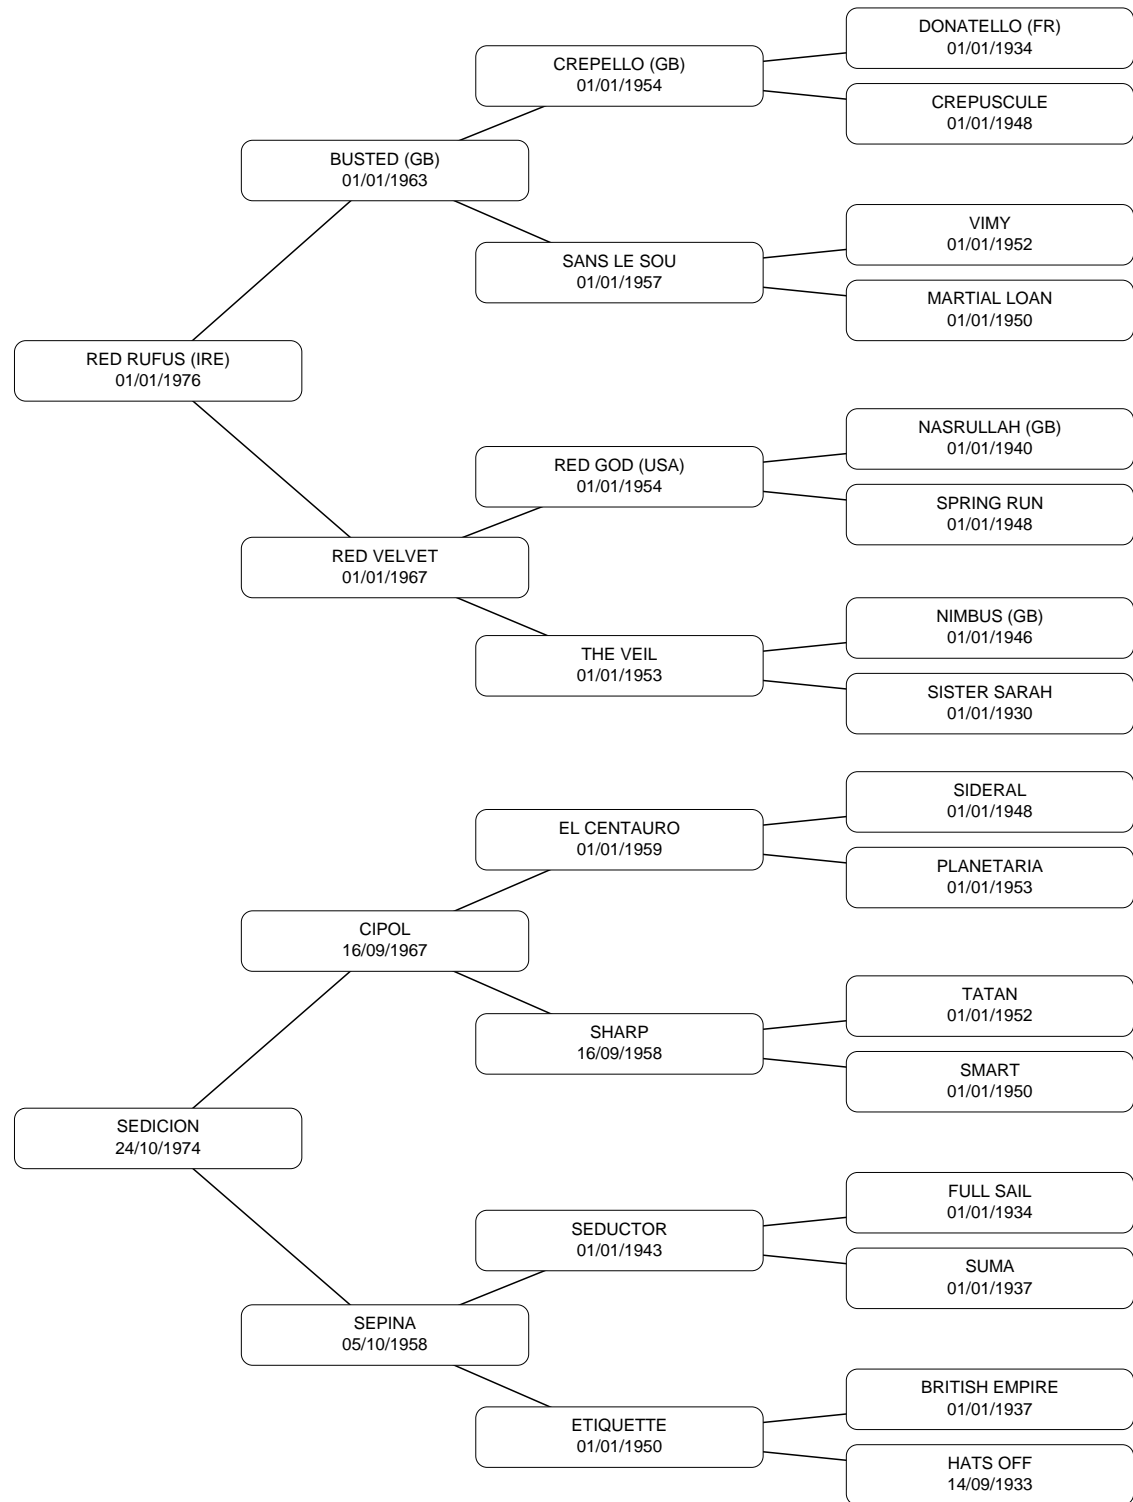 DONATELLO (FR)
01/01/1934
CREPELLO (GB)
01/01/1954
CREPUSCULE
01/01/1948
BUSTED (GB)
01/01/1963
VIMY
01/01/1952
SANS LE SOU
01/01/1957
MARTIAL LOAN
01/01/1950
RED RUFUS (IRE)
01/01/1976
NASRULLAH (GB)
01/01/1940
RED GOD (USA)
01/01/1954
SPRING RUN
01/01/1948
RED VELVET
01/01/1967
NIMBUS (GB)
01/01/1946
THE VEIL
01/01/1953
SISTER SARAH
01/01/1930
SIDERAL
01/01/1948
EL CENTAURO
01/01/1959
PLANETARIA
01/01/1953
CIPOL
16/09/1967
TATAN
01/01/1952
SHARP
16/09/1958
SMART
01/01/1950
SEDICION
24/10/1974
FULL SAIL
01/01/1934
SEDUCTOR
01/01/1943
SUMA
01/01/1937
SEPINA
05/10/1958
BRITISH EMPIRE
01/01/1937
ETIQUETTE
01/01/1950
HATS OFF
14/09/1933